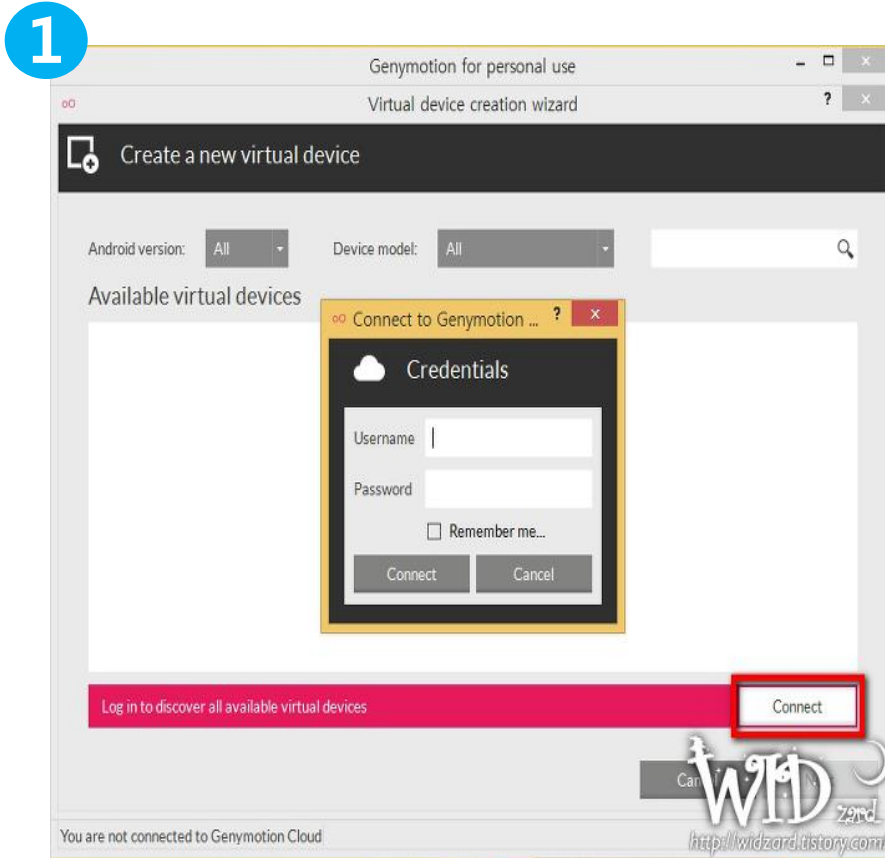 1
Genymotion for personal use
Virtual device creation wizard
Create a new virtual device
Android version: All Device model: All
Available virtual devices
Connect to Genymotion ...
Credentials
Username
Password
Remember me...
Connect Cancel
Log in to discover all available virtual devices Connect
WID
zard
You are not connected to Genymotion Cloud
http://widzard.tistory.com